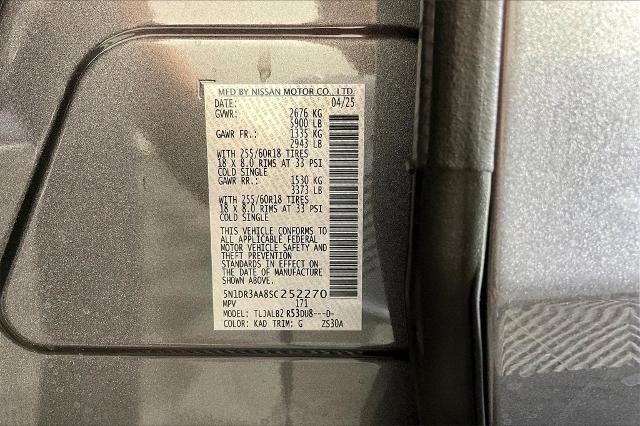 MFD BY NISSAN MOTOR CO., LTD
DATE: 04/25
GVWR: 2676 KG
5900 LB
GAWR FR.: 1335 KG
2943 LB
WITH 255/60R18 TIRES
18 X 8.0 RIMS AT 33 PSI
COLD SINGLE
GAWR RR.: 1530 KG
3373 LB
WITH 255/60R18 TIRES
18 X 8.0 RIMS AT 33 PSI
COLD SINGLE
THIS VEHICLE CONFORMS TO
ALL APPLICABLE FEDERAL
MOTOR VEHICLE SAFETY AND
THEFT PREVENTION
STANDARDS IN EFFECT ON
THE DATE OF MANUFACTURE
SHOWN ABOVE.
5N1DR3AA8SC252270
MPV 171
MODEL: TLJALB2 R53DU8---D-
COLOR: KAD TRIM: G ZS30A